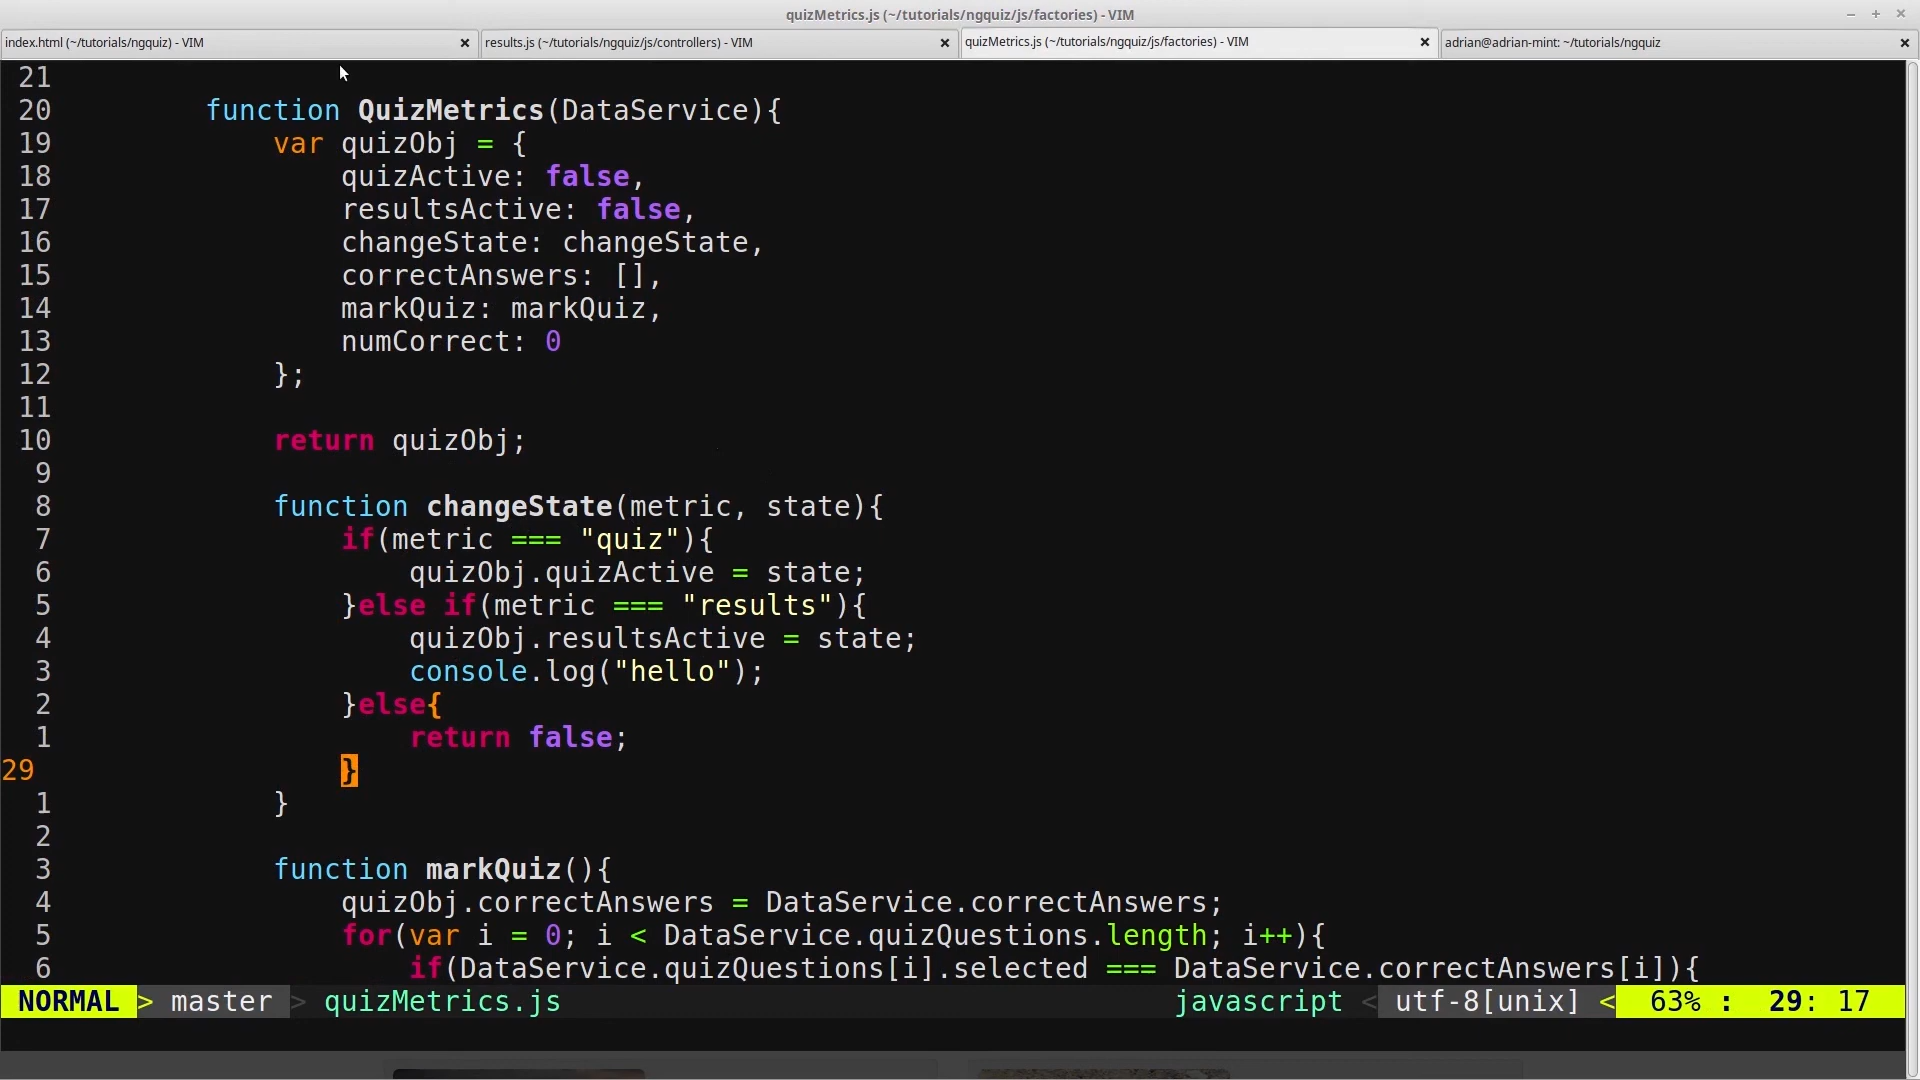 quizMetrics.js (~/tutorials/ngquiz/js/factories) - VIM
index.html (~/tutorials/ngquiz) - VIM
results.js (~/tutorials/ngquiz/js/controllers) - VIM
quizMetrics.js (~/tutorials/ngquiz/js/factories) - VIM
adrian@adrian-mint: ~/tutorials/ngquiz
21
20 function QuizMetrics(DataService){
19 var quizObj = {
18 quizActive: false,
17 resultsActive: false,
16 changeState: changeState,
15 correctAnswers: [],
14 markQuiz: markQuiz,
13 numCorrect: 0
12 };
11
10 return quizObj;
9
8 function changeState(metric, state){
7 if(metric === "quiz"){
6 quizObj.quizActive = state;
5 }else if(metric === "results"){
4 quizObj.resultsActive = state;
3 console.log("hello");
2 }else{
1 return false;
29 }
1 }
2
3 function markQuiz(){
4 quizObj.correctAnswers = DataService.correctAnswers;
5 for(var i = 0; i < DataService.quizQuestions.length; i++){
6 if(DataService.quizQuestions[i].selected === DataService.correctAnswers[i]){
NORMAL > master > quizMetrics.js javascript < utf-8[unix] < 63% : 29: 17